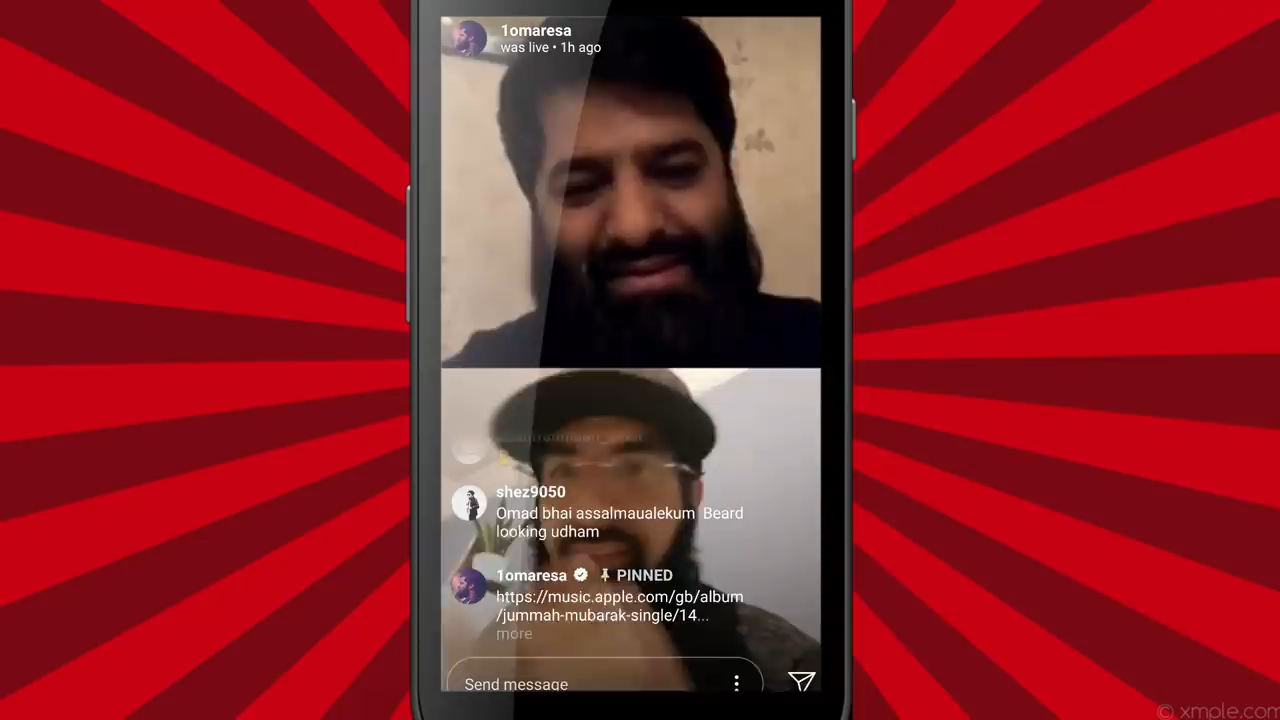 1omaresa
was live • 1h ago
shez9050
Omad bhai assalmaualekum Beard
looking udham
1omaresa PINNED
https://music.apple.com/gb/album
/jummah-mubarak-single/14...
more
Send message
© xmple.com